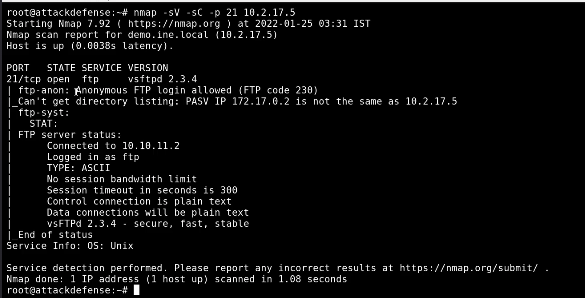 root@attackdefense:~# nmap -sV -sC -p 21 10.2.17.5
Starting Nmap 7.92 ( https://nmap.org ) at 2022-01-25 03:31 IST
Nmap scan report for demo.ine.local (10.2.17.5)
Host is up (0.0038s latency).

PORT   STATE SERVICE VERSION
21/tcp open  ftp     vsftpd 2.3.4
| ftp-anon: Anonymous FTP login allowed (FTP code 230)
|_Can't get directory listing: PASV IP 172.17.0.2 is not the same as 10.2.17.5
| ftp-syst:
|   STAT:
| FTP server status:
|      Connected to 10.10.11.2
|      Logged in as ftp
|      TYPE: ASCII
|      No session bandwidth limit
|      Session timeout in seconds is 300
|      Control connection is plain text
|      Data connections will be plain text
|      vsFTPd 2.3.4 - secure, fast, stable
|_End of status
Service Info: OS: Unix

Service detection performed. Please report any incorrect results at https://nmap.org/submit/ .
Nmap done: 1 IP address (1 host up) scanned in 1.08 seconds
root@attackdefense:~#